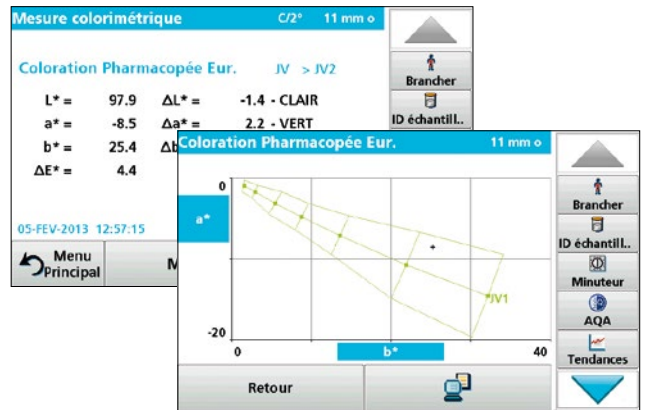 Mesure colorimétrique C/2° 11 mm o
Coloration Pharmacopée Eur. JV > JV2
L* = 97.9 ΔL* = -1.4 - CLAIR
a* = -8.5 Δa* = 2.2 - VERT
b* = 25.4
ΔE* = 4.4
05-FEV-2013 12:57:15
Menu
Principal
M
Brancher
ID échantill..
Coloration Pharmacopée Eur. 11 mm o
0
a*
JV1
-20
0 b* 40
Retour
Brancher
ID échantill..
Minuteur
AQA
Tendances